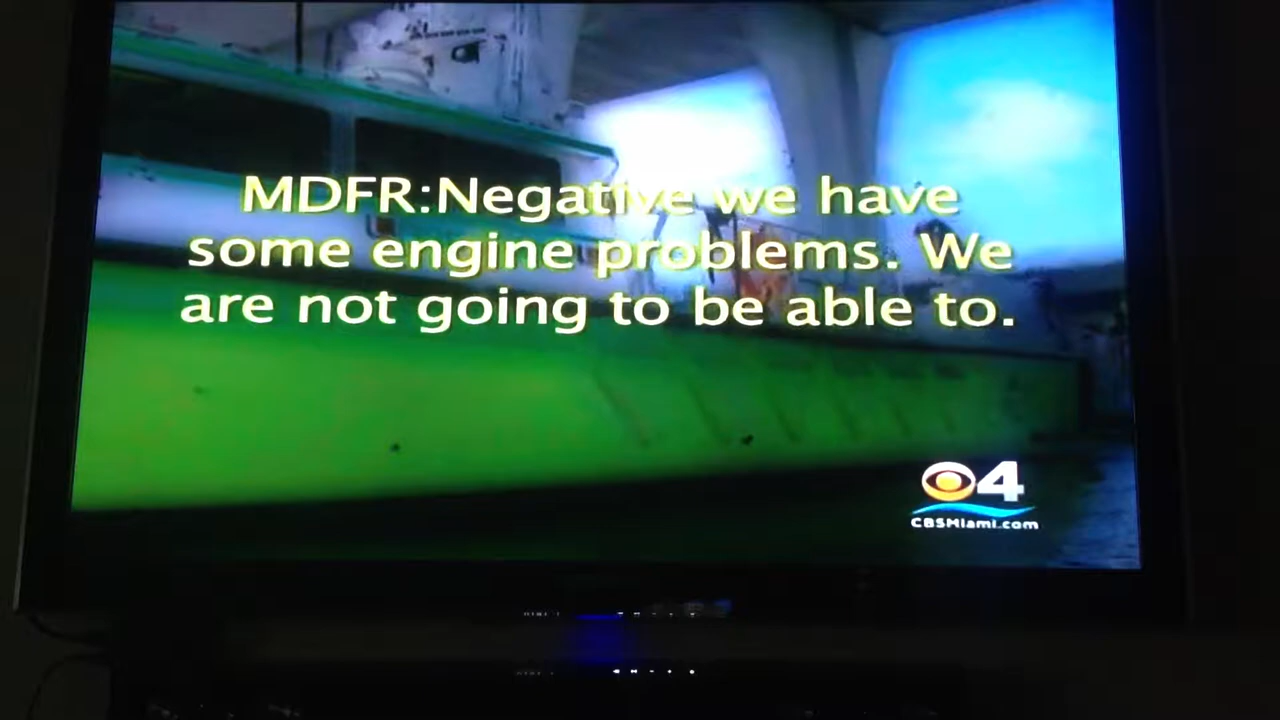 MDFR:Negative we have
some engine problems. We
are not going to be able to.
4
CBSMiami.com